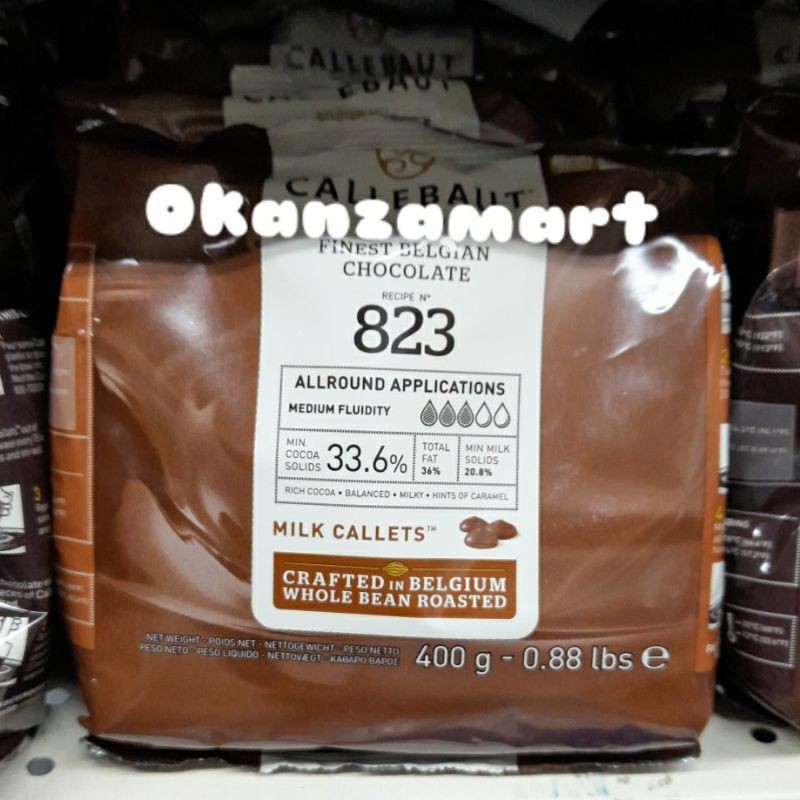 CALLEBAUT
CALLEBAUT
Okanzamart
FINEST BELGIAN
CHOCOLATE
RECIPE N°
823
ALLROUND APPLICATIONS
MEDIUM FLUIDITY
MIN. COCOA SOLIDS 33.6%
TOTAL FAT 36%
MIN MILK SOLIDS 20.8%
RICH COCOA • BALANCED • MILKY • HINTS OF CARAMEL
MILK CALLETS™
CRAFTED IN BELGIUM
WHOLE BEAN ROASTED
NET WEIGHT - POIDS NET - NETTOGEWICHT - PESO NETTO
PESO NETO - PESO LIQUIDO - NETTOVÆGT - ΚΑΘΑΡΟ ΒΑΡΟΣ
400 g - 0.88 lbs e